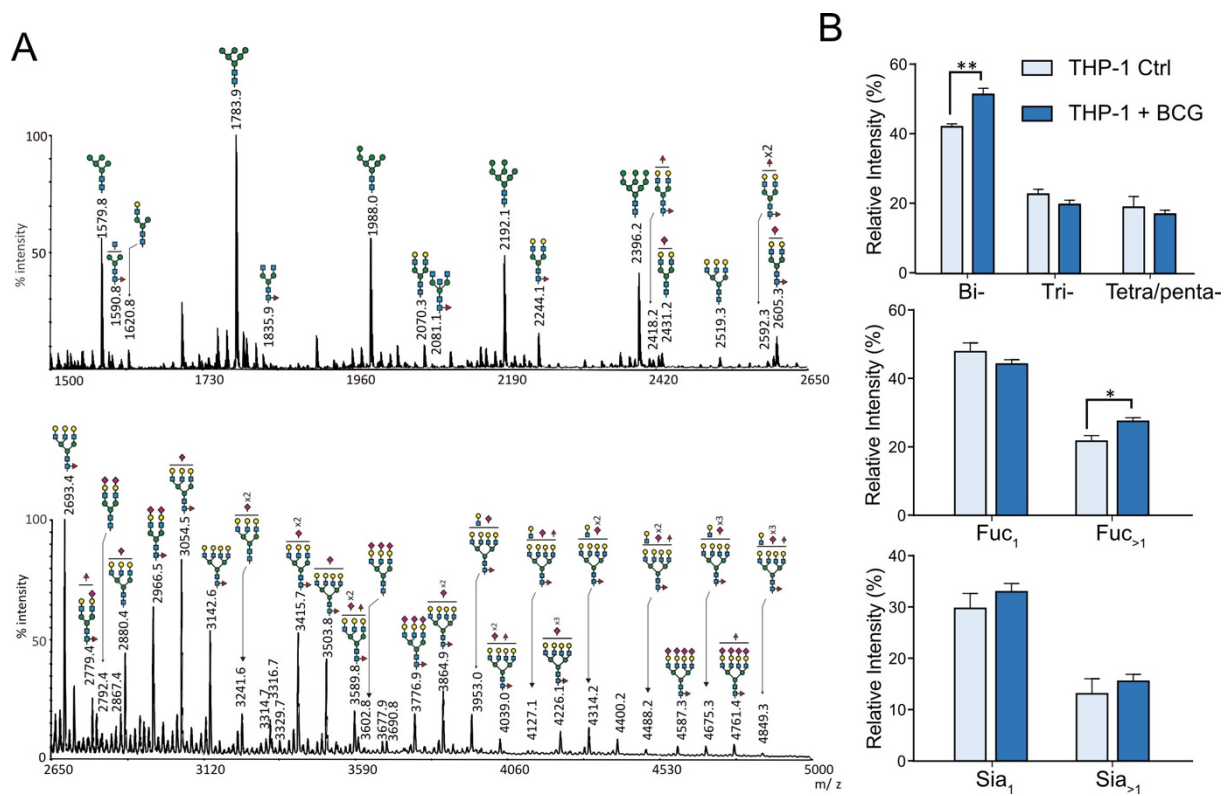 A
B
100
50
% intensity
1579.8
1590.8
1620.8
1783.9
1835.9
1988.0
2070.3
2081.1
2192.1
2244.1
2396.2
2418.2
2431.2
2519.3
x2
2592.3
2605.3
1500 1730 1960 2190 2420 2650
100
50
% intensity
2693.4
2779.4
2792.4
2867.4
2880.4
2966.5
3054.5
3142.6
x2
3241.6
3314.7
3316.7
3329.7
x2
3415.7
3503.8
x2
3589.8
3602.8
3677.9
3690.8
3776.9
x2
3864.9
3953.0
x2
4039.0
4127.1
x3
4226.1
x2
4314.2
4400.2
x2
4488.2
4587.3
x3
4675.3
4761.4
x3
4849.3
2650 3120 3590 4060 4530 5000
m/ z
THP-1 Ctrl
THP-1 + BCG
Relative Intensity (%)
60
40
20
0
**
Bi- Tri- Tetra/penta-
Relative Intensity (%)
60
40
20
0
*
Fuc1 Fuc>1
Relative Intensity (%)
40
30
20
10
0
Sia1 Sia>1